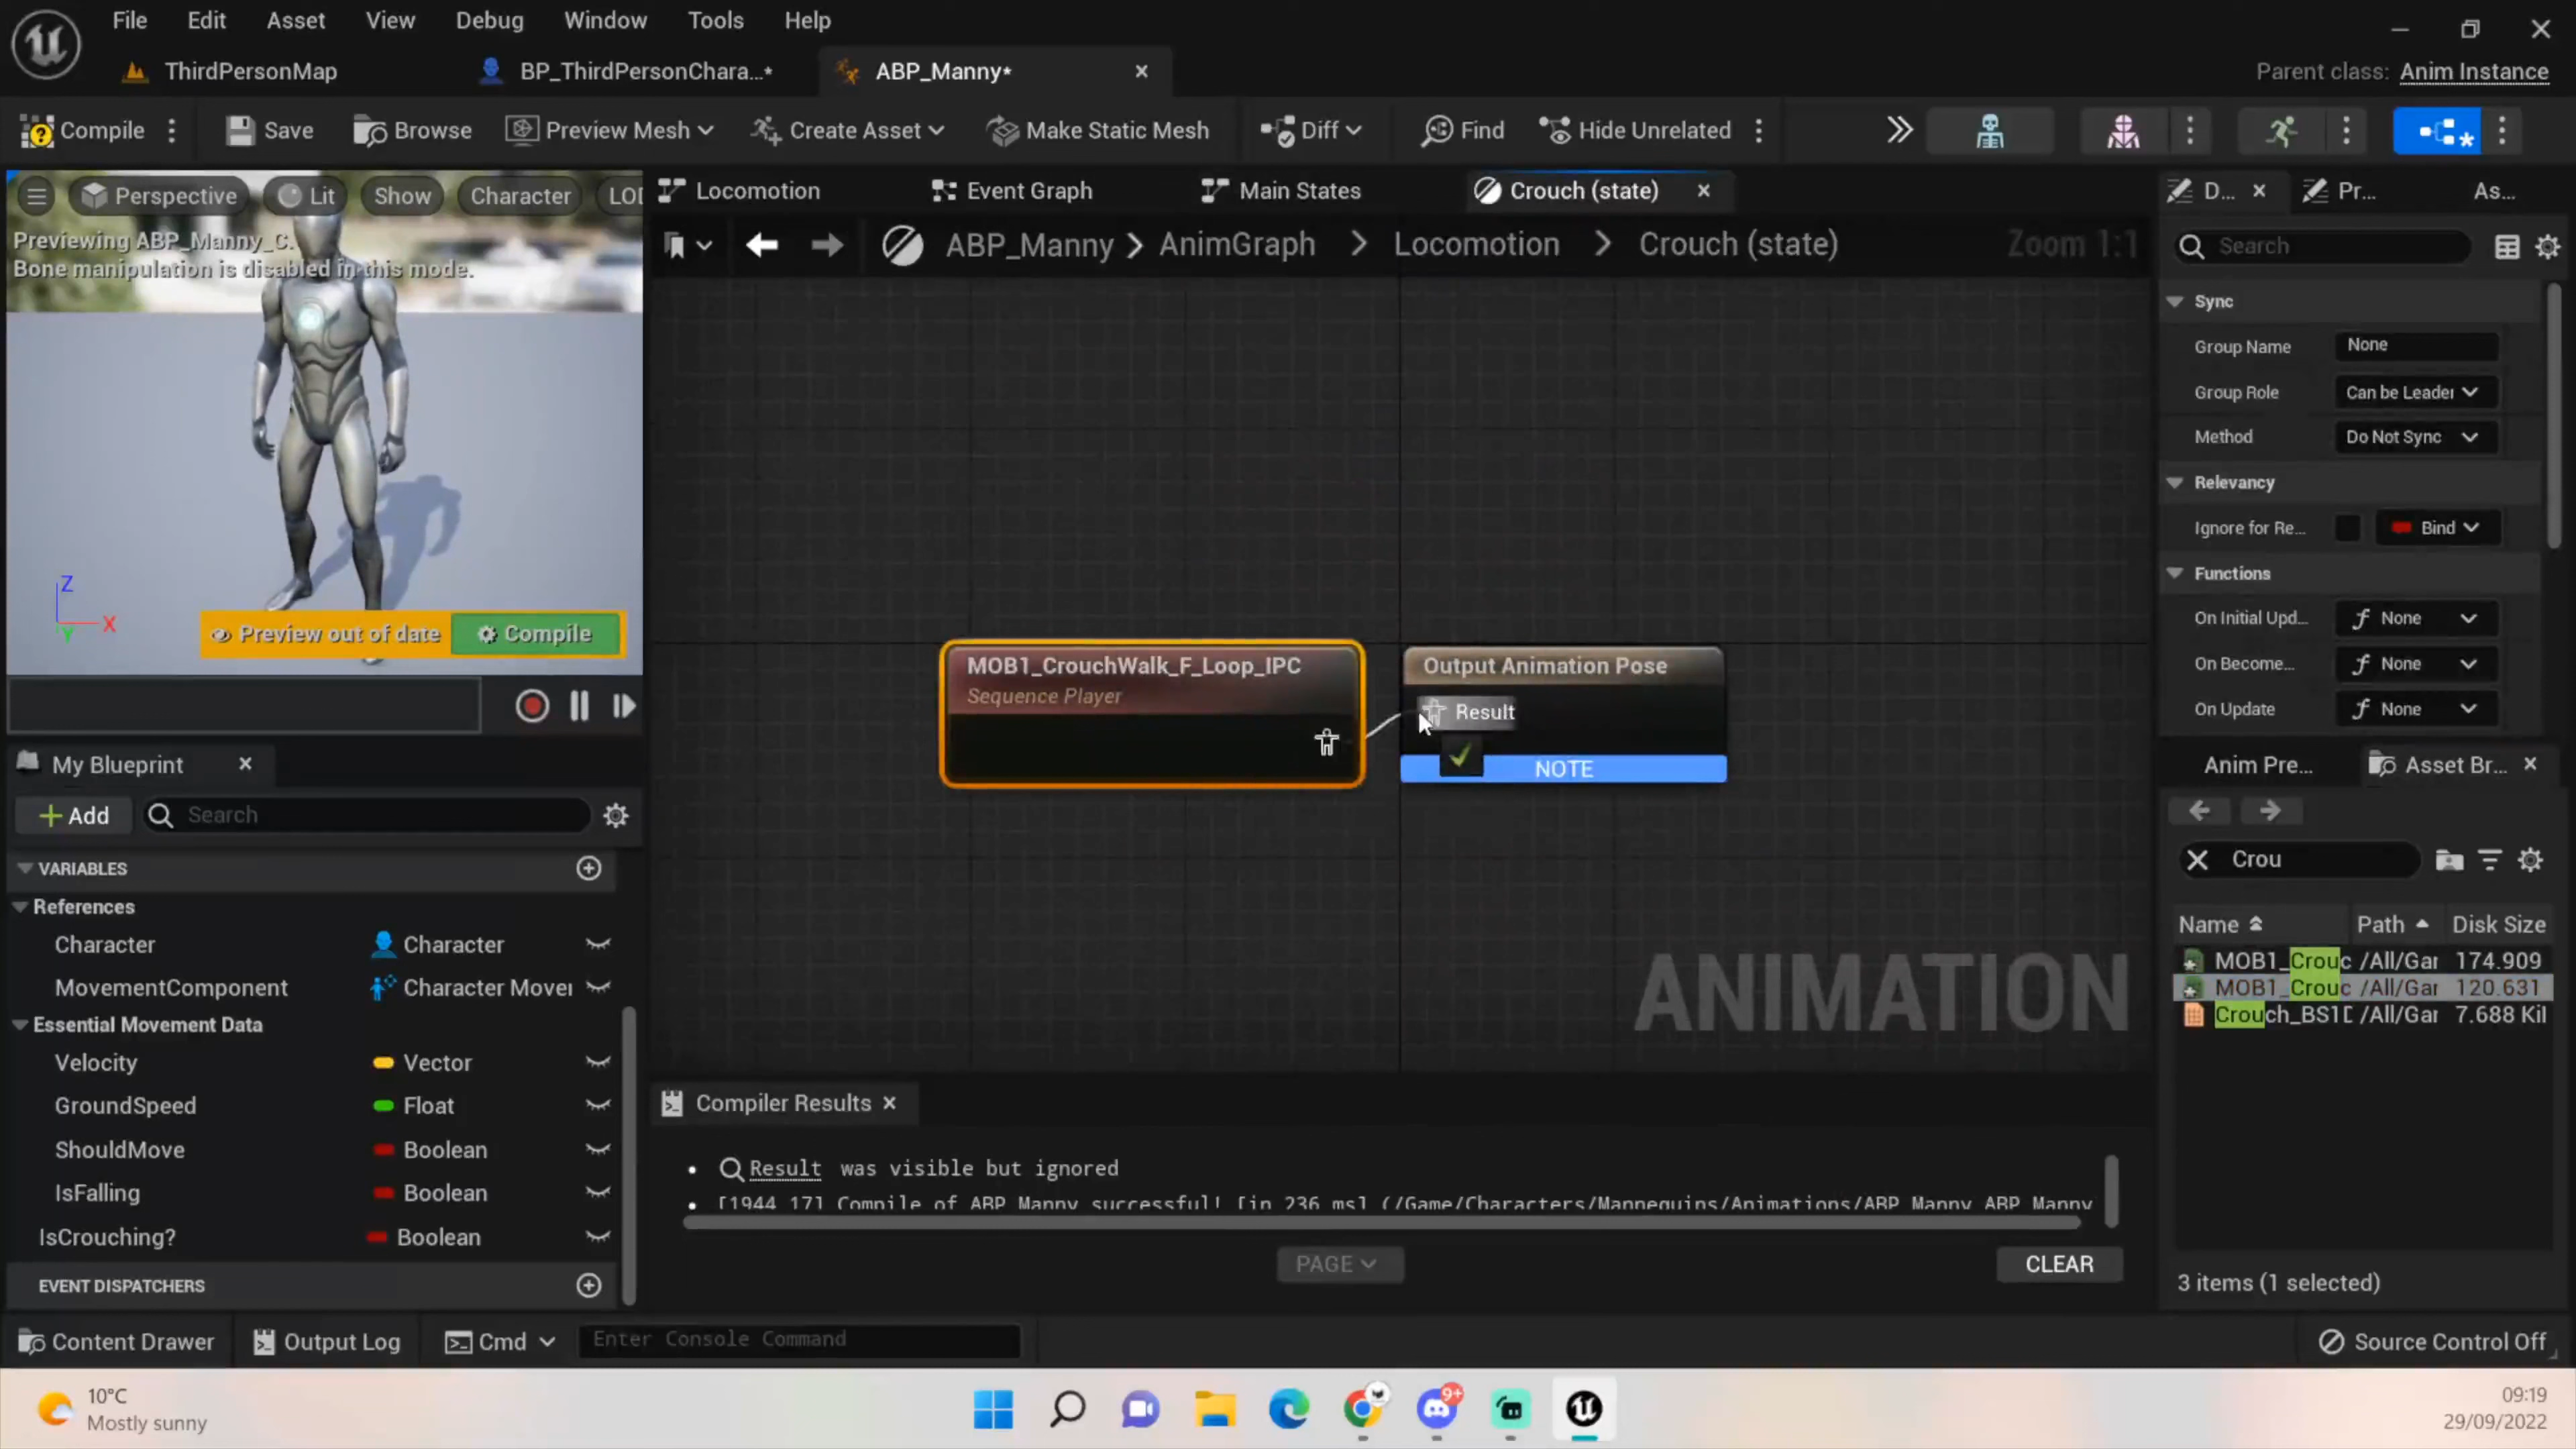 File Edit Asset View Debug Window Tools Help
ThirdPersonMap BP_ThirdPersonChara...* ABP_Manny* Parent class: Anim Instance
Compile Save Browse Preview Mesh Create Asset Make Static Mesh Diff Find Hide Unrelated
Perspective Lit Show Character
Previewing ABP_Manny_C.
Bone manipulation is disabled in this mode.
Z
X
Y
Preview out of date Compile
Locomotion Event Graph Main States Crouch (state)
ABP_Manny > AnimGraph > Locomotion > Crouch (state) Zoom 1:1
MOB1_CrouchWalk_F_Loop_IPC
Sequence Player
Output Animation Pose
Result
NOTE
ANIMATION
My Blueprint
Add Search
VARIABLES
References
Character Character
MovementComponent Character Mover
Essential Movement Data
Velocity Vector
GroundSpeed Float
ShouldMove Boolean
IsFalling Boolean
IsCrouching? Boolean
EVENT DISPATCHERS
Compiler Results
Result was visible but ignored
[1944.17] Compile of ABP_Manny successful! [in 236 ms] (/Game/Characters/Mannequins/Animations/ABP_Manny.ABP_Manny
PAGE CLEAR
D... Pr... As...
Search
Sync
Group Name None
Group Role Can be Leader
Method Do Not Sync
Relevancy
Ignore for Re... Bind
Functions
On Initial Upd... None
On Become... None
On Update None
Anim Pre... Asset Br...
Crou
Name Path Disk Size
MOB1_Crouc /All/Gar 174.909
MOB1_Crouc /All/Gar 120.631
Crouch_BS1D /All/Gar 7.688 Kil
3 items (1 selected)
Content Drawer Output Log Cmd Enter Console Command Source Control Off
10°C
Mostly sunny
9+
09:19
29/09/2022